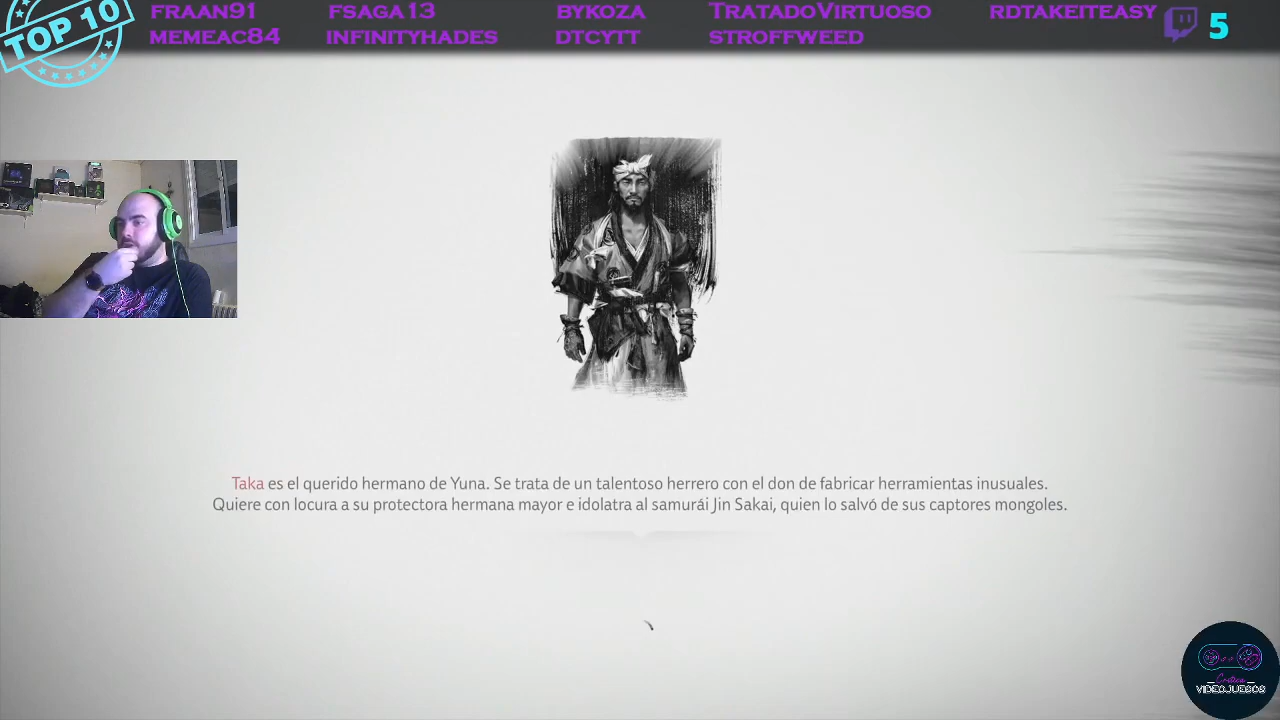 TOP 10
FRAAN91 FSAGA13 BYKOZA TRATADOVIRTUOSO RDTAKEITEASY 5
MEMEAC84 INFINITYHADES DTCYTT STROFFWEED
Taka es el querido hermano de Yuna. Se trata de un talentoso herrero con el don de fabricar herramientas inusuales.
Quiere con locura a su protectora hermana mayor e idolatra al samurái Jin Sakai, quien lo salvó de sus captores mongoles.
Crítica
VIDEOJUEGOS